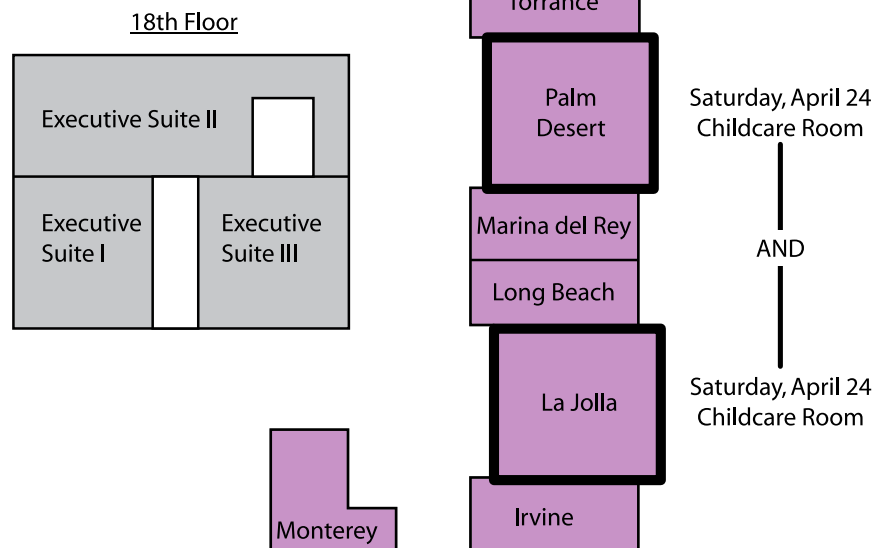 18th Floor
Torrance
Executive Suite II
Palm
Desert
Saturday, April 24
Childcare Room
Executive
Suite I
Executive
Suite III
Marina del Rey
AND
Long Beach
La Jolla
Saturday, April 24
Childcare Room
Monterey
Irvine